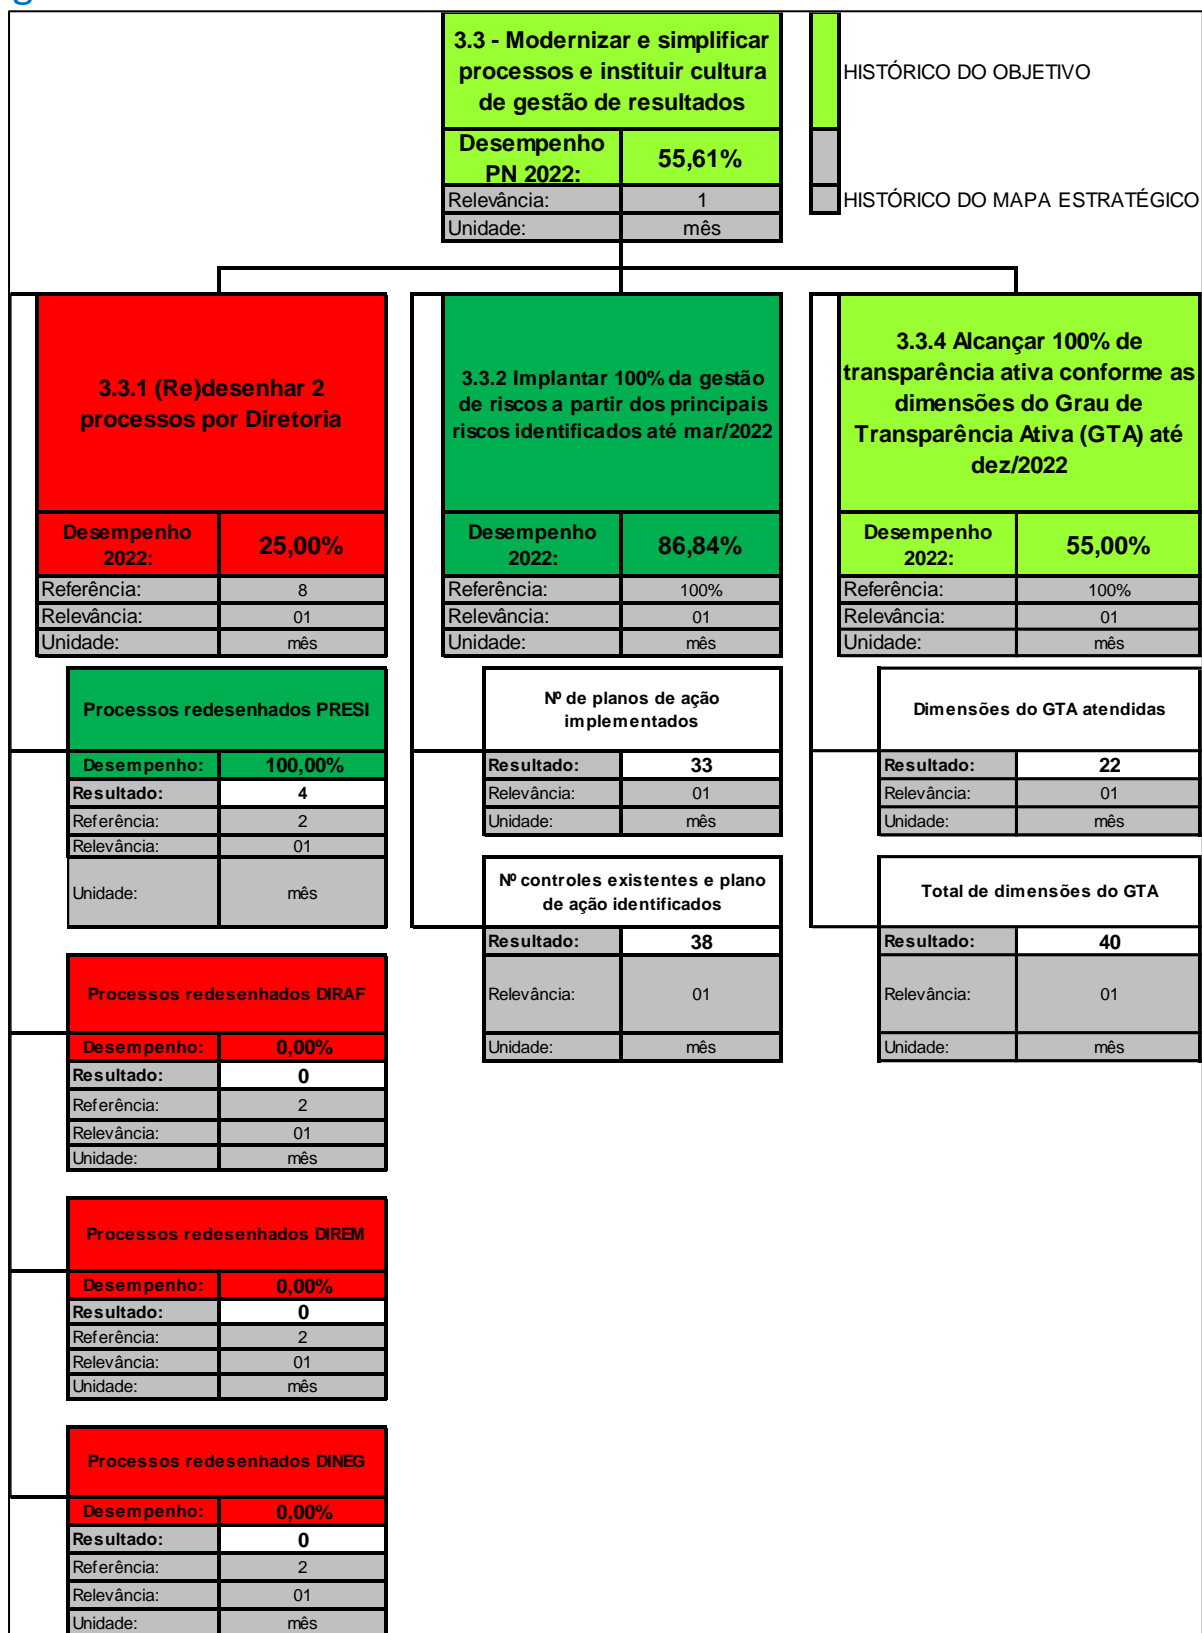 3.3 - Modernizar e simplificar
processos e instituir cultura
de gestão de resultados
Desempenho
PN 2022:
55,61%
Relevância:
1
Unidade:
mês
HISTÓRICO DO OBJETIVO
HISTÓRICO DO MAPA ESTRATÉGICO
3.3.1 (Re)desenhar 2
processos por Diretoria
Desempenho
2022:
25,00%
Referência:
8
Relevância:
01
Unidade:
mês
Processos redesenhados PRESI
Desempenho:
100,00%
Resultado:
4
Referência:
2
Relevância:
01
Unidade:
mês
Processos redesenhados DIRAF
Desempenho:
0,00%
Resultado:
0
Referência:
2
Relevância:
01
Unidade:
mês
Processos redesenhados DIREM
Desempenho:
0,00%
Resultado:
0
Referência:
2
Relevância:
01
Unidade:
mês
Processos redesenhados DINEG
Desempenho:
0,00%
Resultado:
0
Referência:
2
Relevância:
01
Unidade:
mês
3.3.2 Implantar 100% da gestão
de riscos a partir dos principais
riscos identificados até mar/2022
Desempenho
2022:
86,84%
Referência:
100%
Relevância:
01
Unidade:
mês
Nº de planos de ação
implementados
Resultado:
33
Relevância:
01
Unidade:
mês
Nº controles existentes e plano
de ação identificados
Resultado:
38
Relevância:
01
Unidade:
mês
3.3.4 Alcançar 100% de
transparência ativa conforme as
dimensões do Grau de
Transparência Ativa (GTA) até
dez/2022
Desempenho
2022:
55,00%
Referência:
100%
Relevância:
01
Unidade:
mês
Dimensões do GTA atendidas
Resultado:
22
Relevância:
01
Unidade:
mês
Total de dimensões do GTA
Resultado:
40
Relevância:
01
Unidade:
mês